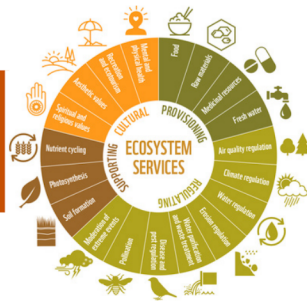 ECOSYSTEM
SERVICES
PROVISIONING
Food
Raw materials
Medicinal resources
Fresh water
REGULATING
Air quality regulation
Climate regulation
Water regulation
Erosion regulation
Water purification
and waste treatment
Disease and
pest regulation
Pollination
Moderation of
extreme events
SUPPORTING
Soil formation
Photosynthesis
Nutrient cycling
CULTURAL
Spiritual and
religious values
Aesthetic values
Recreation
and ecotourism
Mental and
physical health